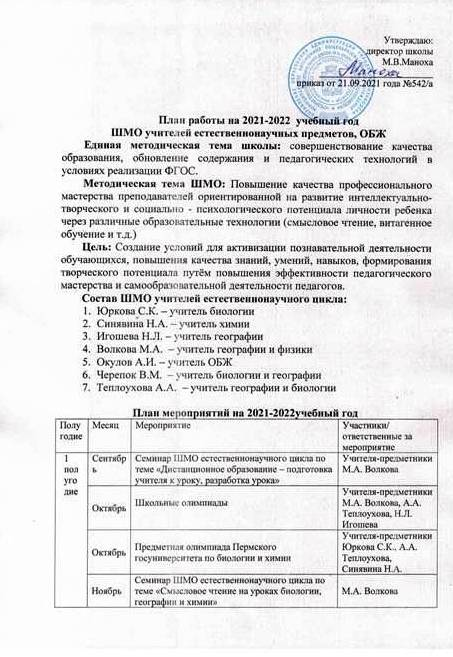 Утверждаю:
директор школы
М.В.Маноха
приказ от 21.09.2021 года №542/а
План работы на 2021-2022 учебный год
ШМО учителей естественнонаучных предметов, ОБЖ
Единая методическая тема школы: совершенствование качества
образования, обновление содержания и педагогических технологий в
условиях реализации ФГОС.
Методическая тема ШМО: Повышение качества профессионального
мастерства преподавателей ориентированной на развитие интеллектуально-
творческого и социально - психологического потенциала личности ребенка
через различные образовательные технологии (смысловое чтение, витагенное
обучение и т.д.)
Цель: Создание условий для активизации познавательной деятельности
обучающихся, повышения качества знаний, умений, навыков, формирования
творческого потенциала путём повышения эффективности педагогического
мастерства и самообразовательной деятельности педагогов.
Состав ШМО учителей естественнонаучного цикла:
1. Юркова С.К. – учитель биологии
2. Синявина Н.А. – учитель химии
3. Игошева Н.Л. – учитель географии
4. Волкова М.А. – учитель географии и физики
5. Окулов А.И. – учитель ОБЖ
6. Черепок В.М. – учитель биологии и географии
7. Теплоухова А.А. – учитель географии и биологии
План мероприятий на 2021-2022учебный год
Полу
годие
Месяц
Мероприятие
Участники/
ответственные за
мероприятие
1
пол
уго
дие
Сентябр
ь
Семинар ШМО естественнонаучного цикла по
теме «Дистанционное образование – подготовка
учителя к уроку, разработка урока»
Учителя-предметники
М.А. Волкова
Октябрь
Школьные олимпиады
Учителя-предметники
М.А. Волкова, А.А.
Теплоухова, Н.Л.
Игошева
Октябрь
Предметная олимпиада Пермского
госуниверситета по биологии и химии
Учителя-предметники
Юркова С.К., А.А.
Теплоухова,
Синявина Н.А.
Ноябрь
Семинар ШМО естественнонаучного цикла по
теме «Смысловое чтение на уроках биологии,
географии и химии»
М.А. Волкова